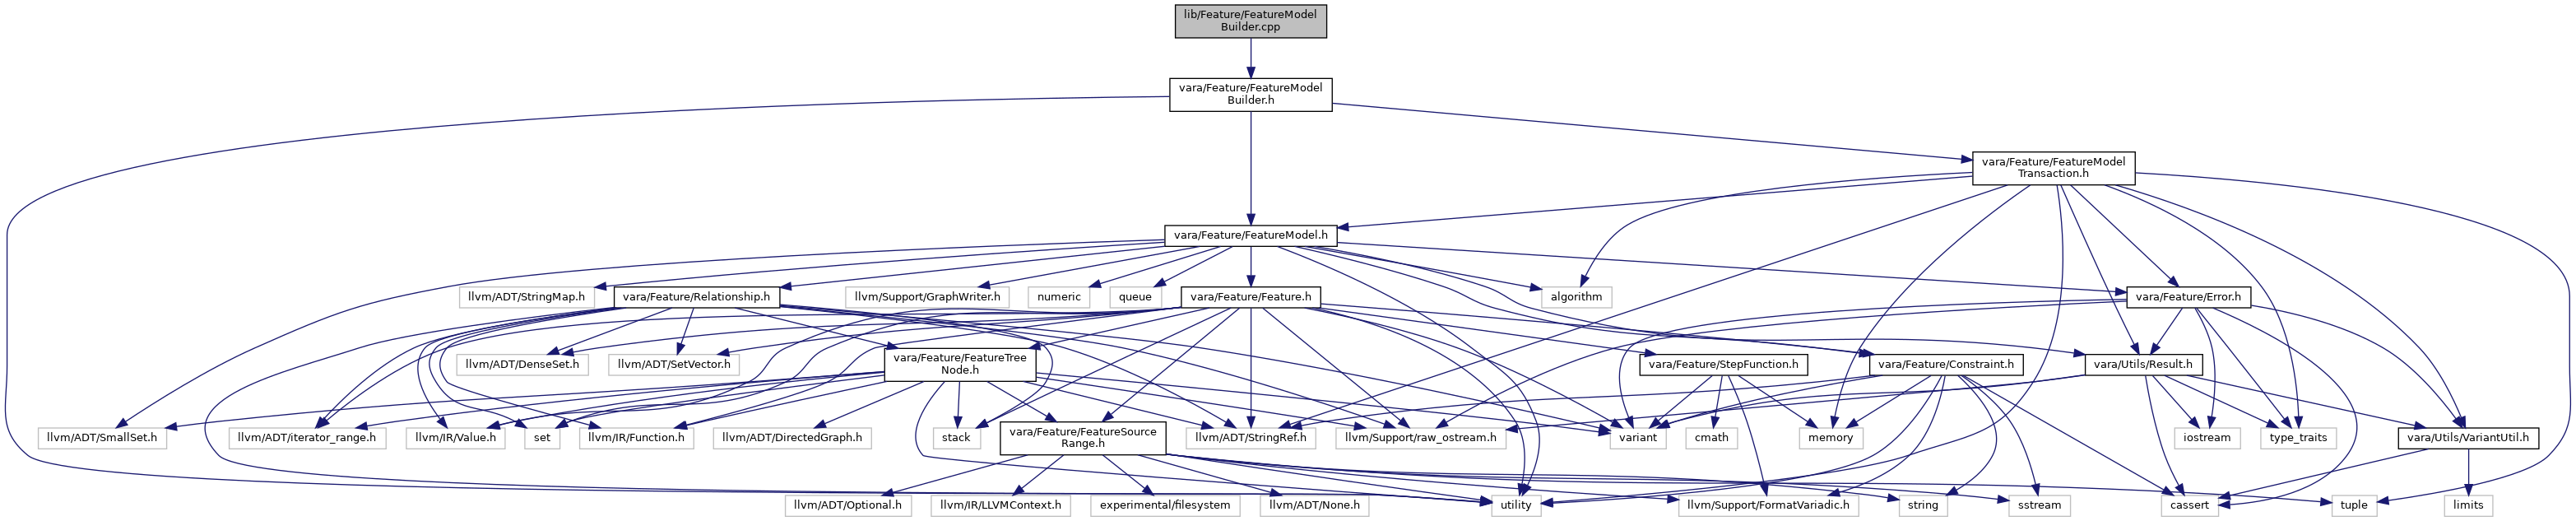 lib/Feature/FeatureModel
Builder.cpp
vara/Feature/FeatureModel
Builder.h
vara/Feature/FeatureModel
Transaction.h
vara/Feature/FeatureModel.h
llvm/ADT/StringMap.h
vara/Feature/Relationship.h
llvm/Support/GraphWriter.h
numeric
queue
vara/Feature/Feature.h
algorithm
vara/Feature/Error.h
llvm/ADT/DenseSet.h
llvm/ADT/SetVector.h
vara/Feature/FeatureTree
Node.h
vara/Feature/StepFunction.h
vara/Feature/Constraint.h
vara/Utils/Result.h
llvm/ADT/SmallSet.h
llvm/ADT/iterator_range.h
llvm/IR/Value.h
set
llvm/IR/Function.h
llvm/ADT/DirectedGraph.h
stack
vara/Feature/FeatureSource
Range.h
llvm/ADT/StringRef.h
llvm/Support/raw_ostream.h
variant
cmath
memory
iostream
type_traits
vara/Utils/VariantUtil.h
llvm/ADT/Optional.h
llvm/IR/LLVMContext.h
experimental/filesystem
llvm/ADT/None.h
utility
llvm/Support/FormatVariadic.h
string
sstream
cassert
tuple
limits